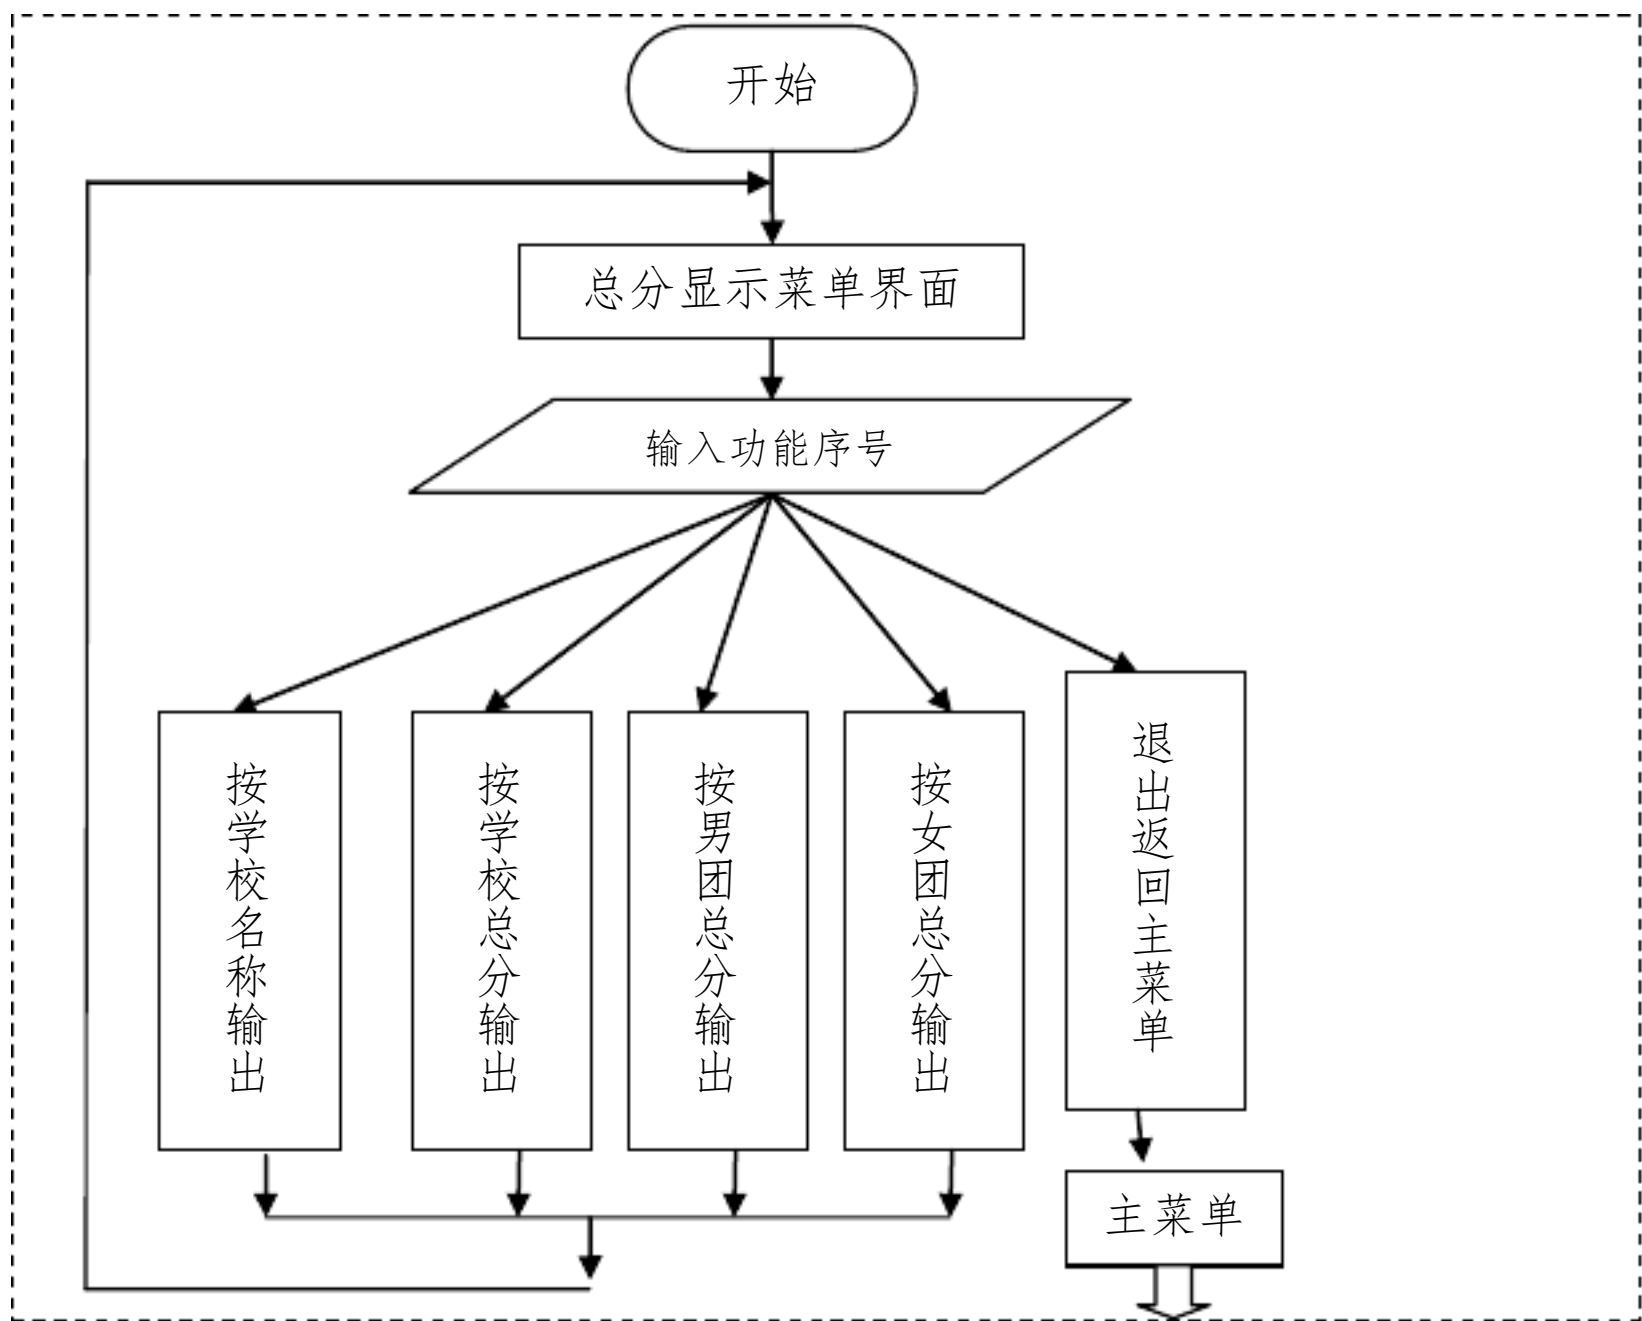 开始
总分显示菜单界面
输入功能序号
按学校名称输出
按学校总分输出
按男团总分输出
按女团总分输出
退出返回主菜单
主菜单